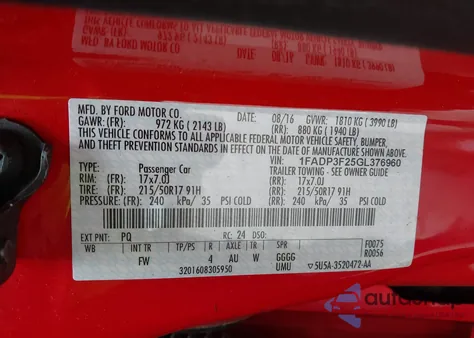 MFD. BY FORD MOTOR CO. 08/16 GVWR: 1810 KG ( 3990 LB)
GAWR: (FR): 972 KG ( 2143 LB) (RR): 880 KG ( 1940 LB)
THIS VEHICLE CONFORMS TO ALL APPLICABLE FEDERAL MOTOR VEHICLE SAFETY, BUMPER,
AND THEFT PREVENTION STANDARDS IN EFFECT ON THE DATE OF MANUFACTURE SHOWN ABOVE.
VIN: 1FADP3F25GL376960
TYPE: Passenger Car TRAILER TOWING - SEE OWNER GUIDE
RIM: (FR): 17x7.0J (RR): 17x7.0J
TIRE: (FR): 215/50R17 91H (RR): 215/50R17 91H
PRESSURE: (FR): 240 kPa/ 35 PSI COLD (RR): 240 kPa/ 35 PSI COLD
EXT PNT: PQ RC: 24 DSO: F0075
WB INT TR TP/PS R AXLE TR SPR R0056
FW 4 AU W GGGG
3201608305950 UMU 5U5A-3520472-AA